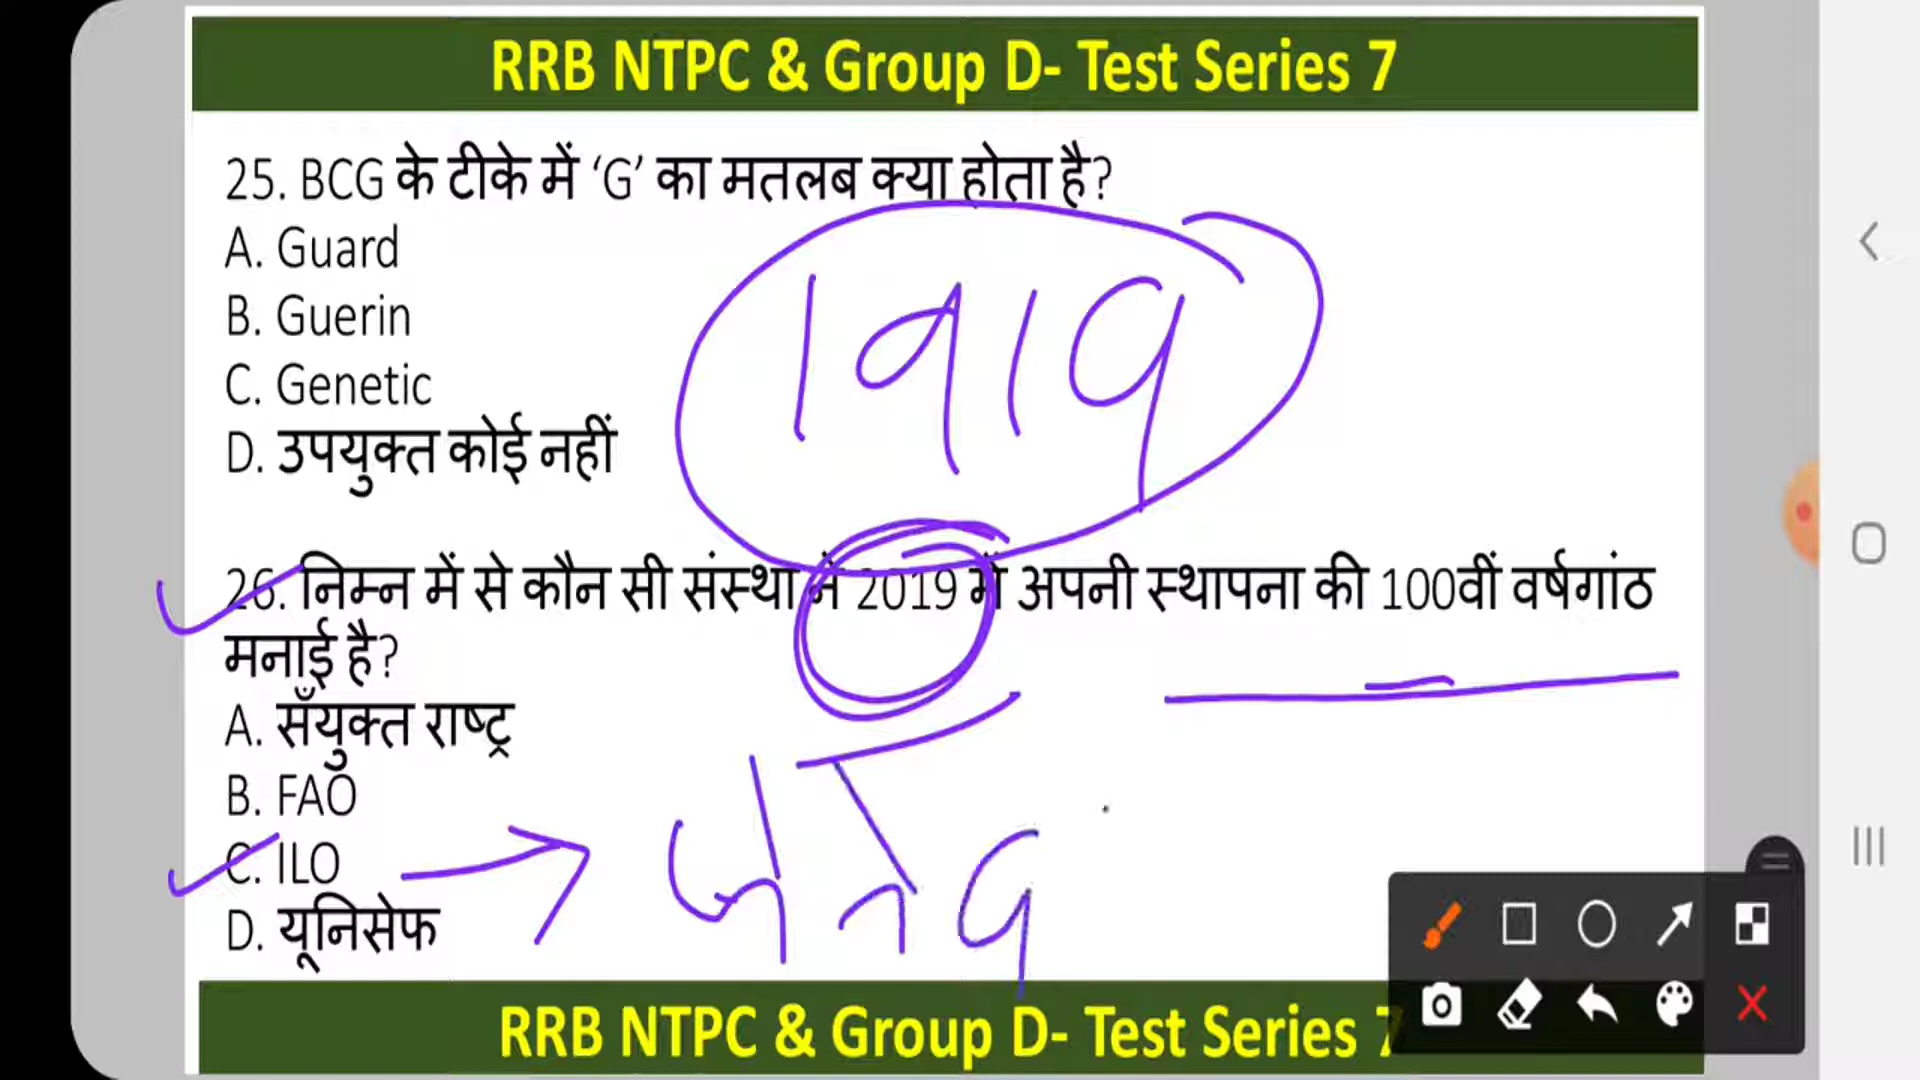 RRB NTPC & Group D- Test Series 7
25. BCG के टीके में ‘G’ का मतलब क्या होता है?
A. Guard
B. Guerin
C. Genetic
D. उपयुक्त कोई नहीं
1919
26. निम्न में से कौन सी संस्था ने 2019 में अपनी स्थापना की 100वीं वर्षगांठ
मनाई है?
A. सँयुक्त राष्ट्र
B. FAO
C. ILO
D. यूनिसेफ
RRB NTPC & Group D- Test Series 7